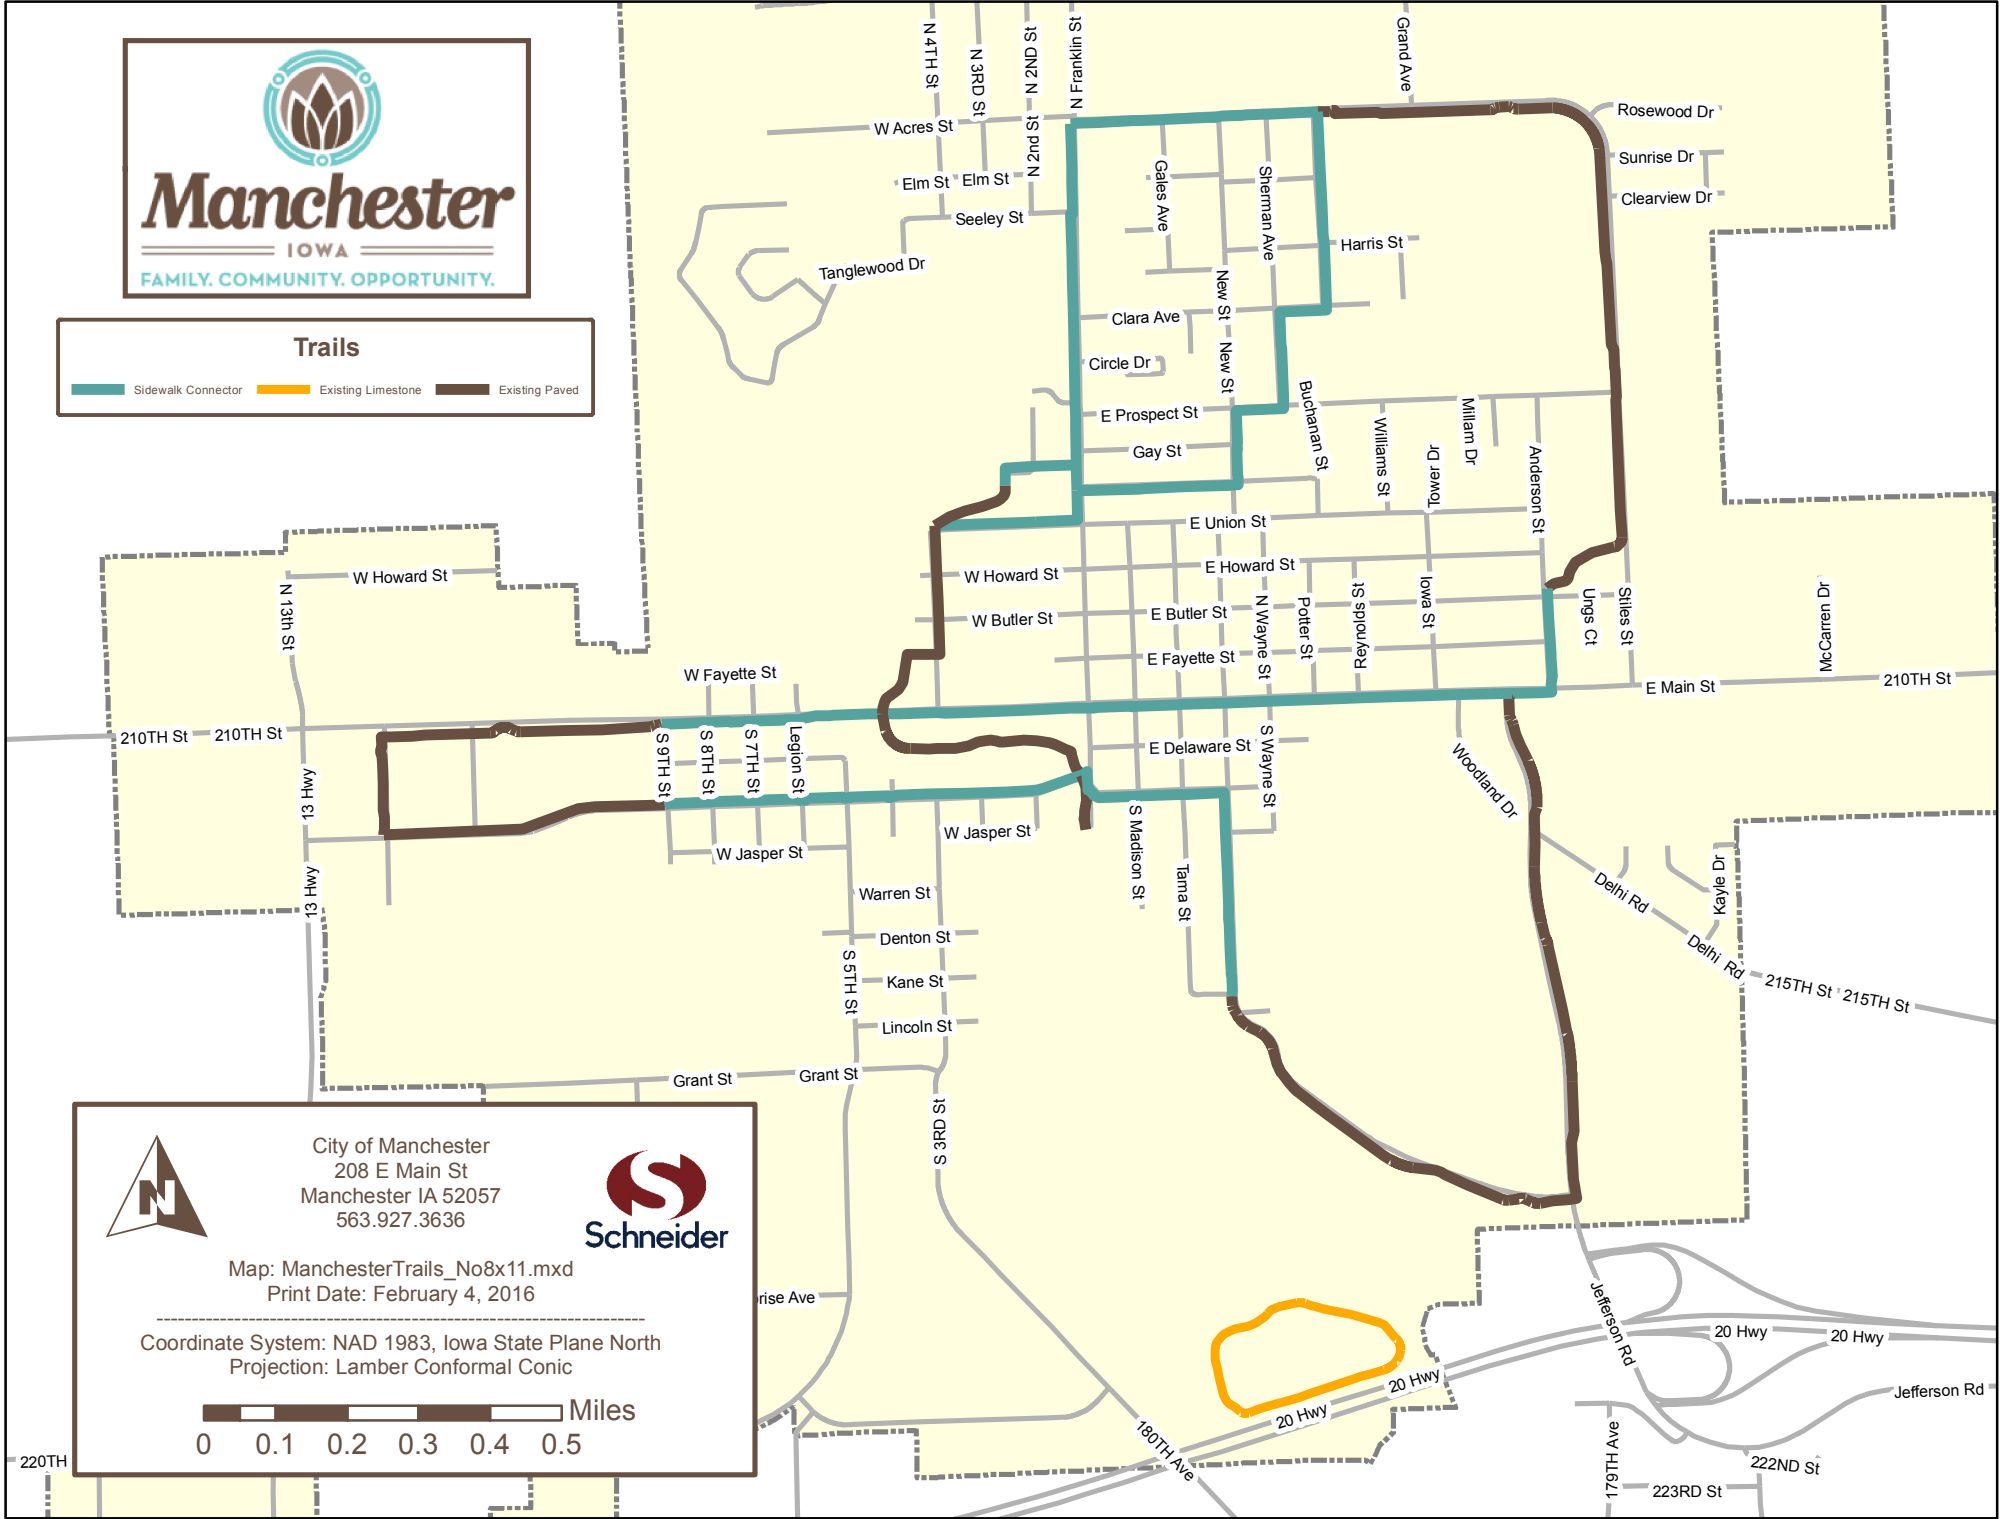 Manchester
IOWA
FAMILY. COMMUNITY. OPPORTUNITY.
Trails
Sidewalk Connector
Existing Limestone
Existing Paved
N 4TH St
N 3RD St
N 2ND St
N 2nd St
N Franklin St
Grand Ave
W Acres St
Rosewood Dr
Sunrise Dr
Clearview Dr
Elm St
Elm St
Seeley St
Tanglewood Dr
Gales Ave
Sherman Ave
Harris St
New St
New St
Clara Ave
Circle Dr
E Prospect St
Gay St
Buchanan St
Williams St
Tower Dr
Millam Dr
Anderson St
E Union St
W Howard St
N 13th St
W Howard St
E Howard St
W Butler St
E Butler St
E Fayette St
N Wayne St
Potter St
Reynolds St
Iowa St
Ungs Ct
Stiles St
McCarren Dr
W Fayette St
E Main St
210TH St
210TH St
210TH St
13 Hwy
13 Hwy
S 9TH St
S 8TH St
S 7TH St
Legion St
E Delaware St
S Wayne St
Woodland Dr
W Jasper St
W Jasper St
S Madison St
Tama St
Delhi Rd
Delhi Rd
Kayle Dr
215TH St
215TH St
Warren St
Denton St
Kane St
Lincoln St
S 5TH St
Grant St
Grant St
S 3RD St
N
City of Manchester
208 E Main St
Manchester IA 52057
563.927.3636
S
Schneider
Map: ManchesterTrails_No8x11.mxd
Print Date: February 4, 2016
Coordinate System: NAD 1983, Iowa State Plane North
Projection: Lamber Conformal Conic
Miles
0 0.1 0.2 0.3 0.4 0.5
rise Ave
220TH
180TH Ave
20 Hwy
20 Hwy
20 Hwy
20 Hwy
Jefferson Rd
Jefferson Rd
179TH Ave
222ND St
223RD St